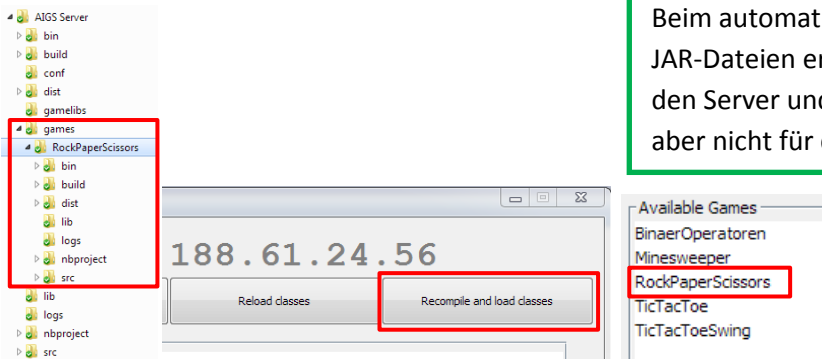 AIGS Server
bin
build
conf
dist
gamelibs
games
RockPaperScissors
bin
build
dist
lib
logs
nbproject
src
lib
logs
nbproject
src
188.61.24.56
Reload classes
Recompile and load classes
Beim automat
JAR-Dateien er
den Server und
aber nicht für
Available Games
BinaerOperatoren
Minesweeper
RockPaperScissors
TicTacToe
TicTacToeSwing